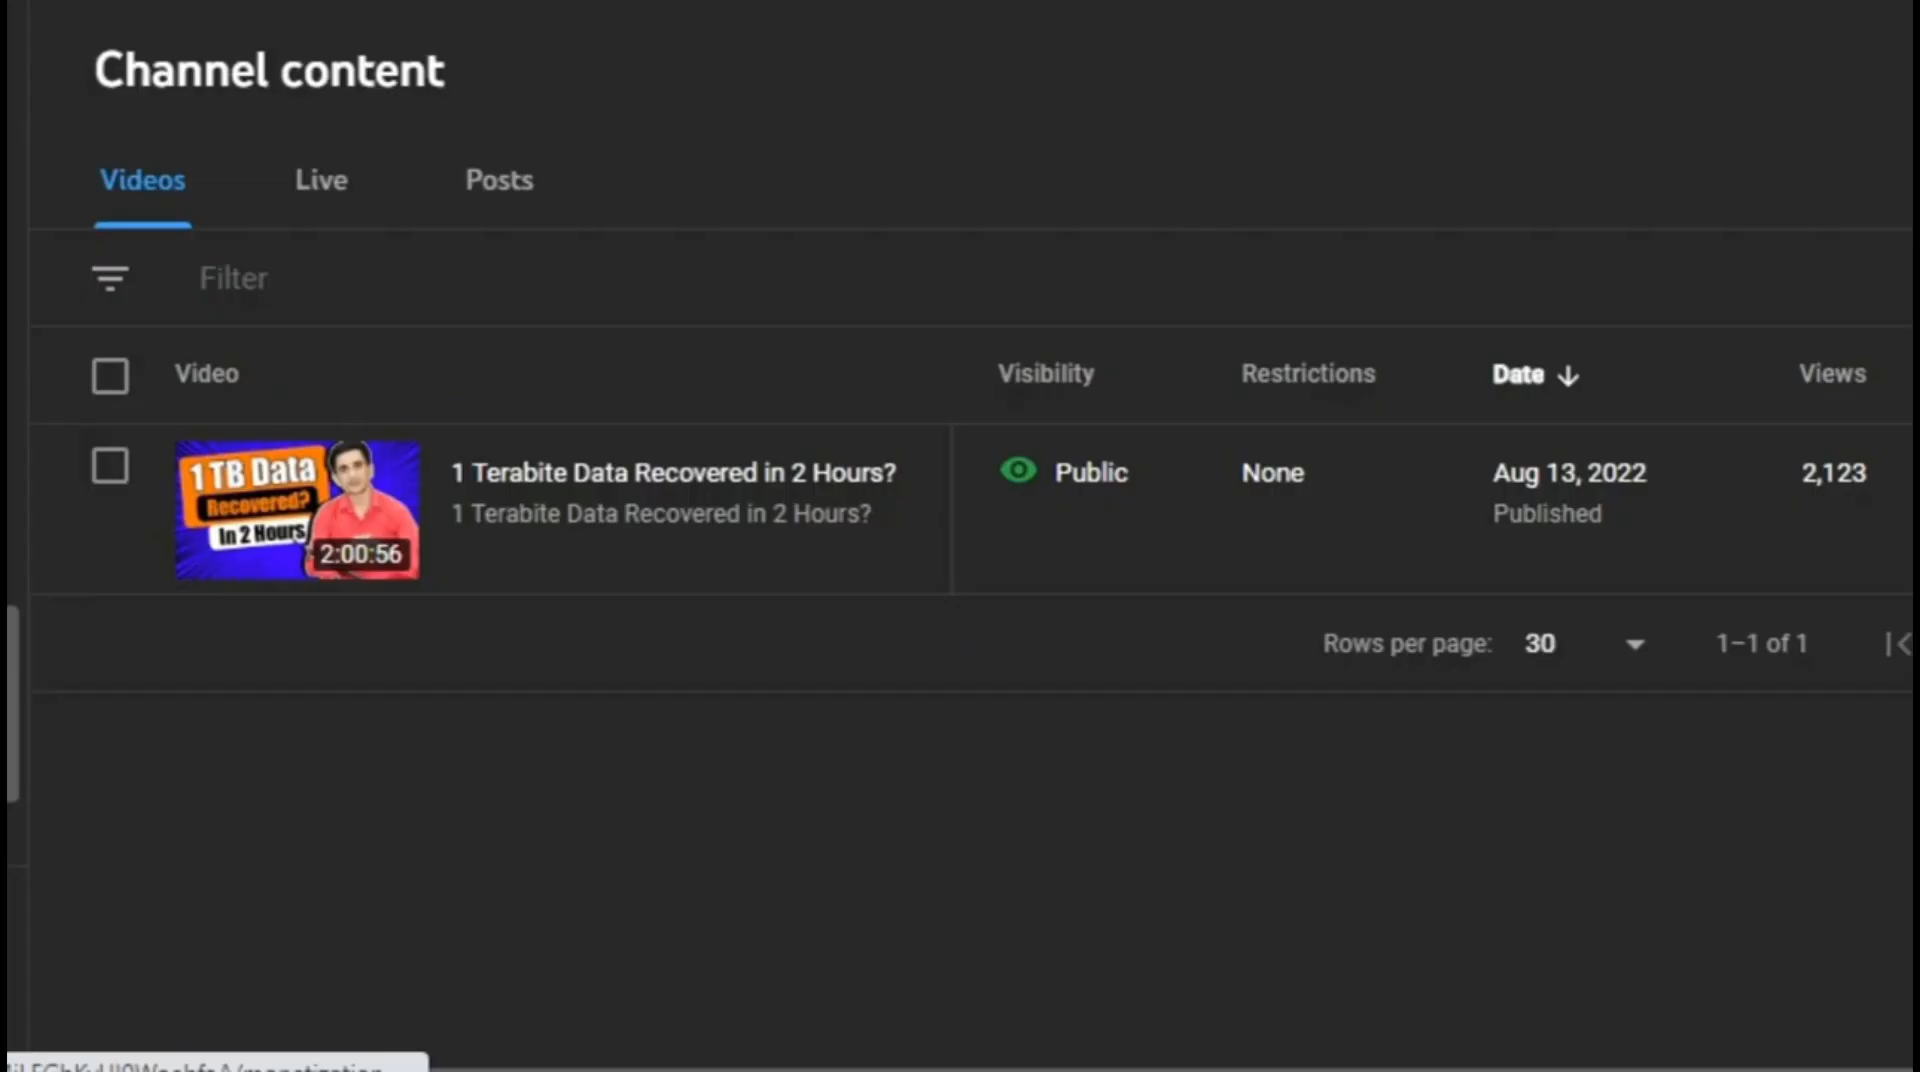 Channel content
Videos Live Posts
Filter
Video Visibility Restrictions Date Views
1 TB Data
Recovered?
In 2 Hours
2:00:56
1 Terabite Data Recovered in 2 Hours? Public None Aug 13, 2022 2,123
1 Terabite Data Recovered in 2 Hours? Published
Rows per page: 30 1–1 of 1